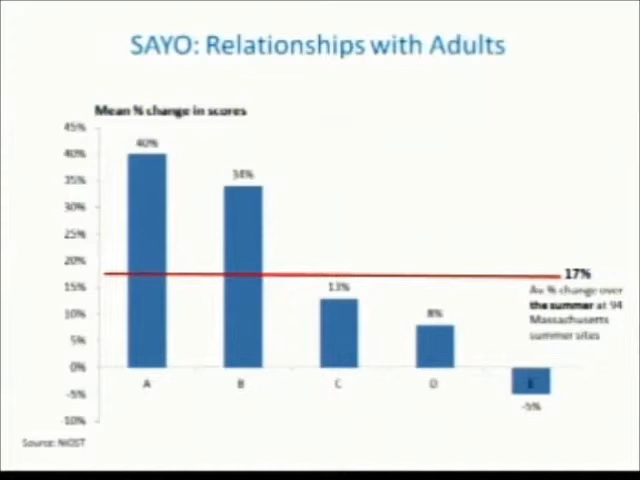 SAYO: Relationships with Adults
Mean % change in scores
45%
40%
35%
30%
25%
20%
15%
10%
5%
0%
-5%
-10%
40%
34%
13%
8%
-5%
A
B
C
D
E
17%
Av % change over
the summer at 94
Massachusetts
summer sites
Source: NIOST